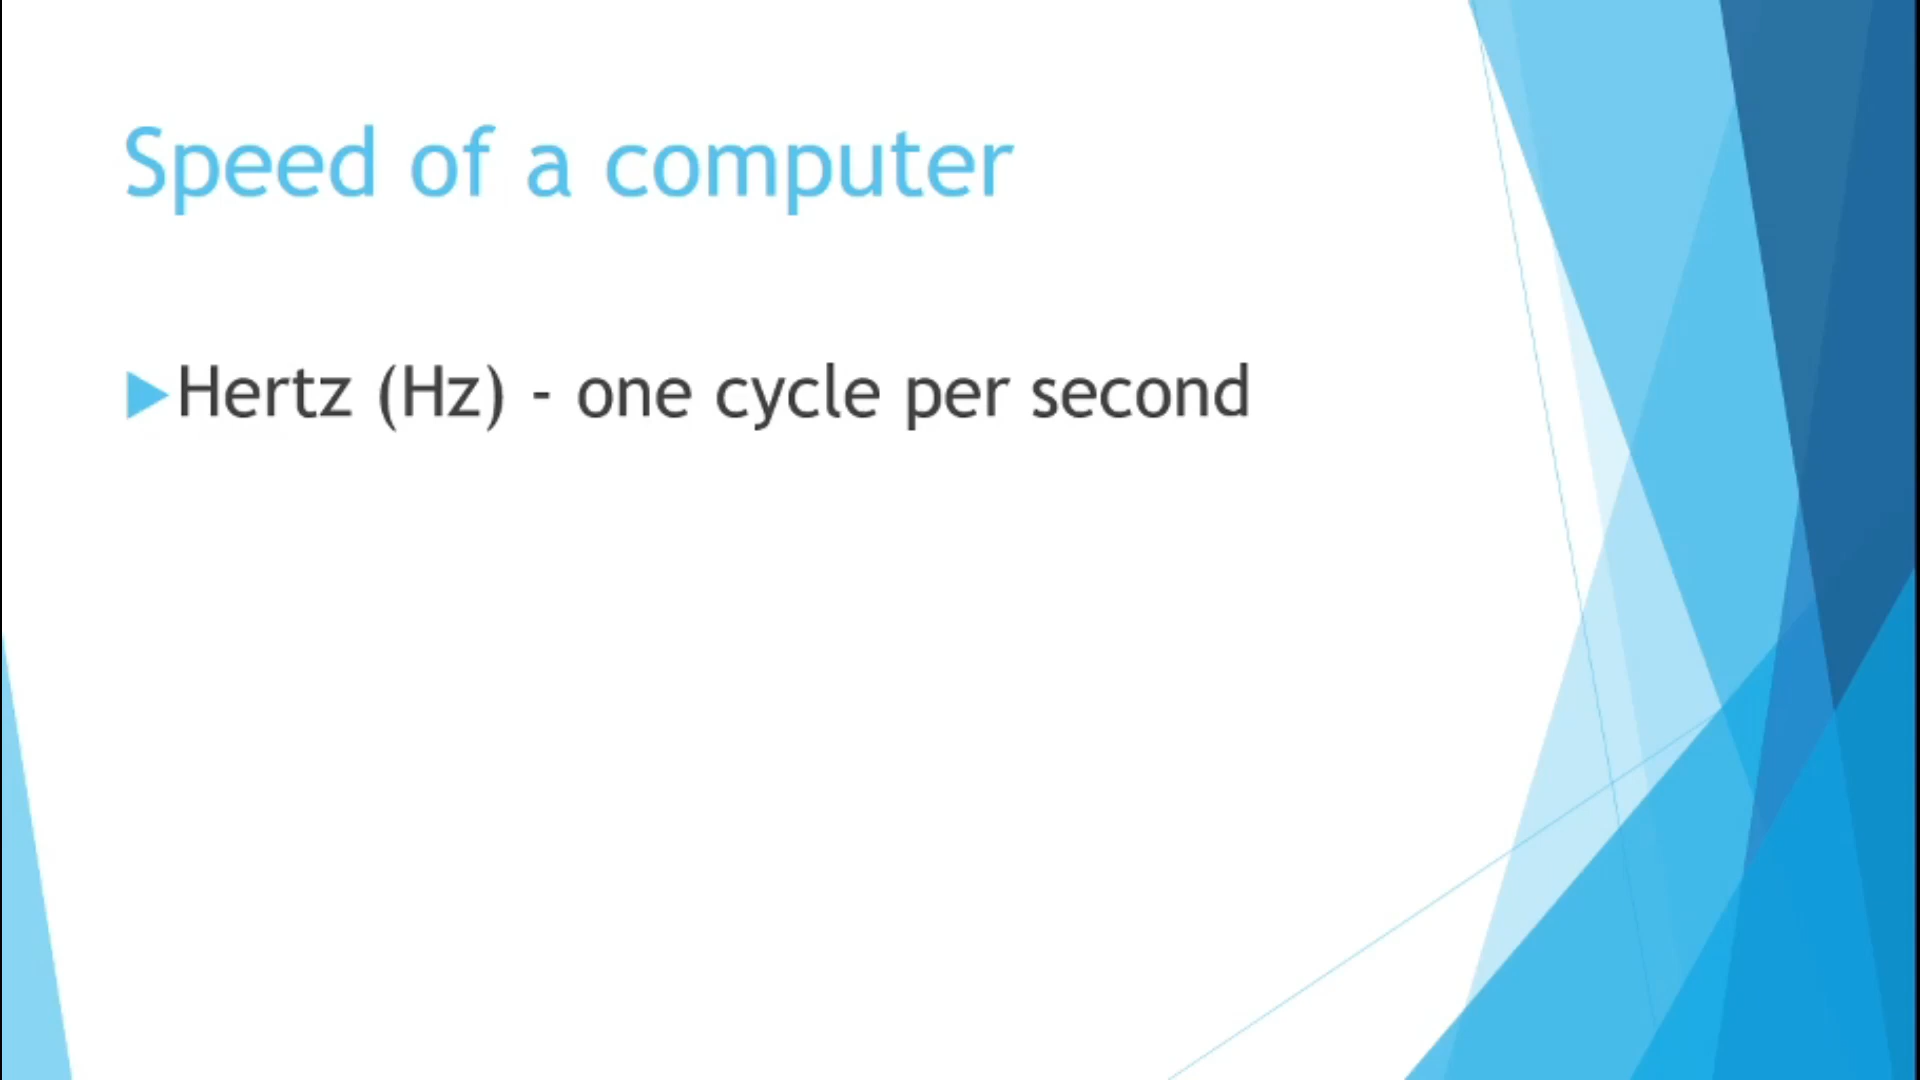 Speed of a computer
Hertz (Hz) - one cycle per second